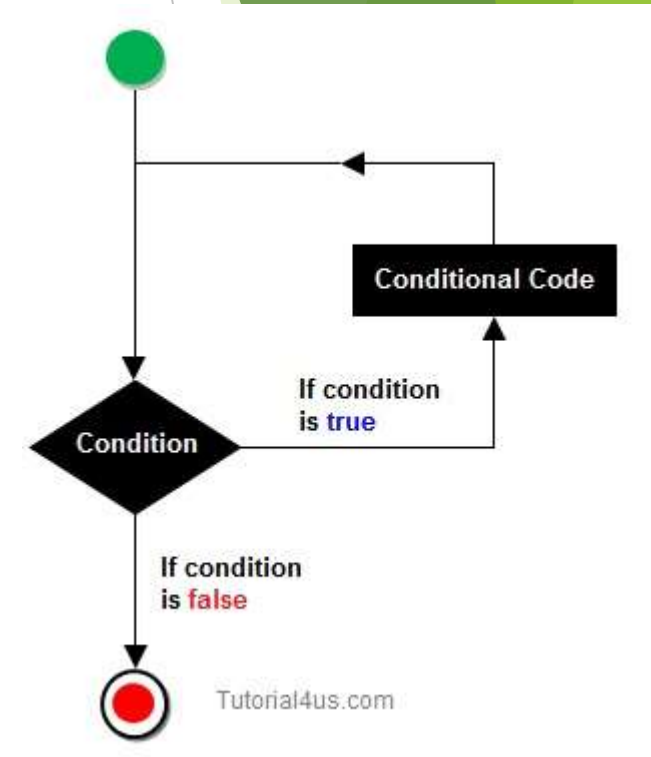 Conditional Code
If condition
is true
Condition
If condition
is false
Tutorial4us.com